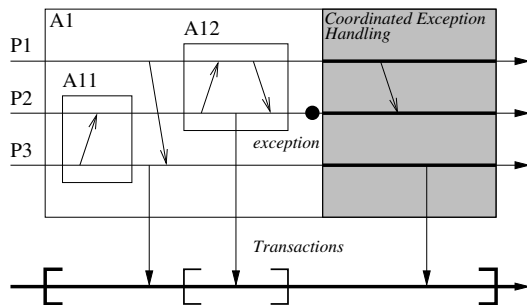 A1
A12
Coordinated Exception
Handling
P1
A11
P2
exception
P3
Transactions